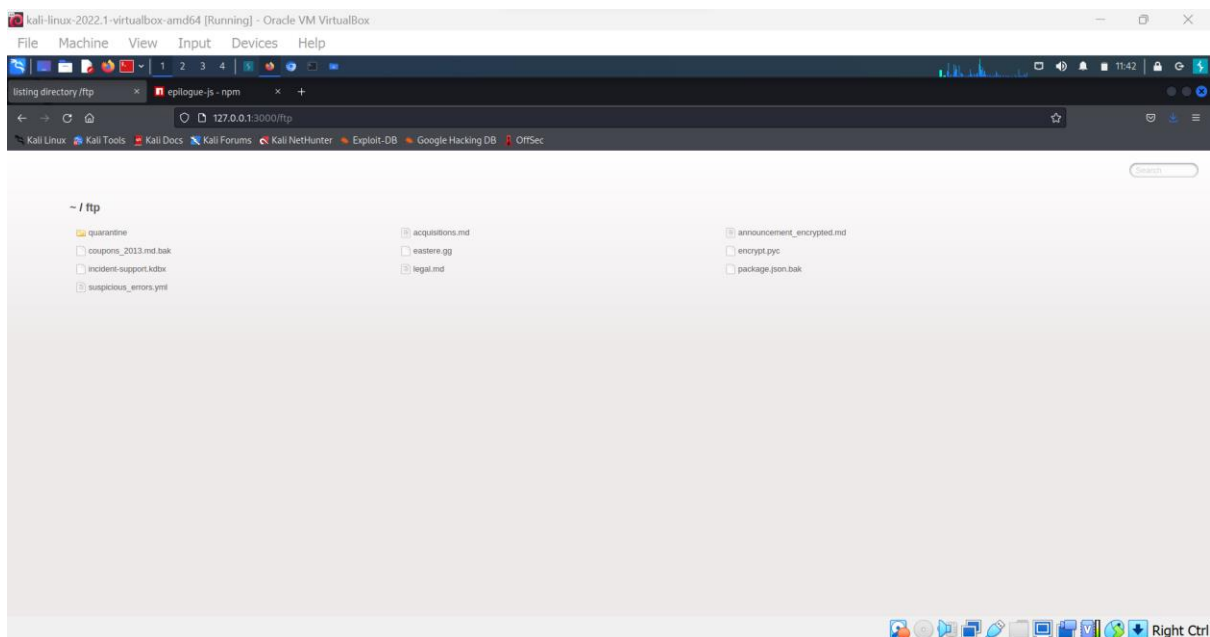 kali-linux-2022.1-virtualbox-amd64 [Running] - Oracle VM VirtualBox
File Machine View Input Devices Help
1 2 3 4 11:42
listing directory /ftp epilogue-js - npm
127.0.0.1:3000/ftp
Kali Linux Kali Tools Kali Docs Kali Forums Kali NetHunter Exploit-DB Google Hacking DB OffSec
Search
~ / ftp
quarantine acquisitions.md announcement_encrypted.md
coupons_2013.md.bak eastere.gg encrypt.pyc
incident-support.kdbx legal.md package.json.bak
suspicious_errors.yml
Right Ctrl